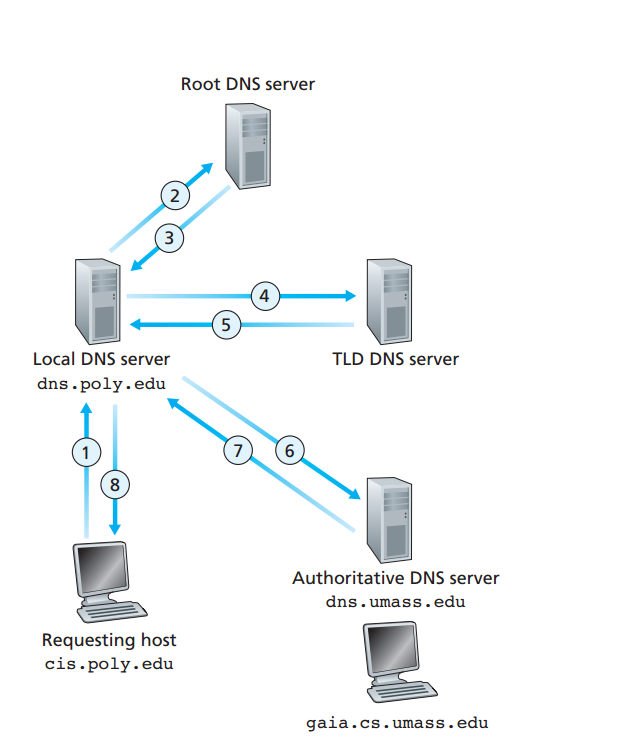 Root DNS server
2
3
4
5
Local DNS server
dns.poly.edu
TLD DNS server
1
8
7
6
Authoritative DNS server
dns.umass.edu
Requesting host
cis.poly.edu
gaia.cs.umass.edu